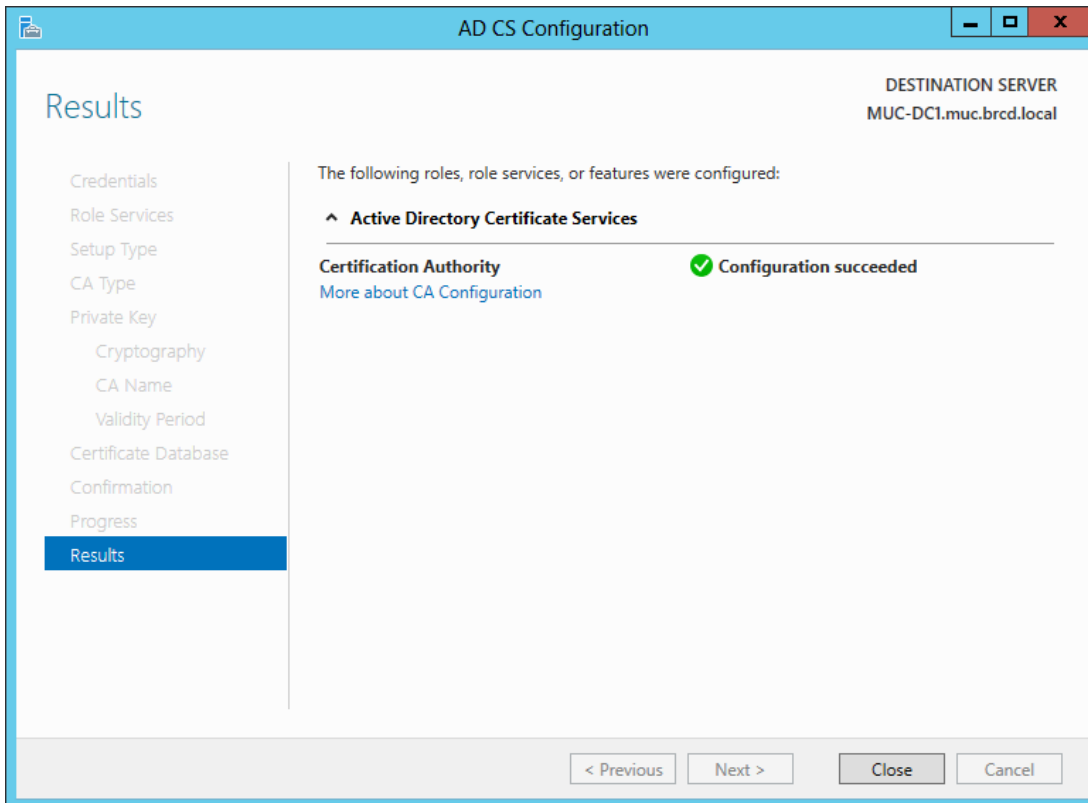 AD CS Configuration
Results
DESTINATION SERVER
MUC-DC1.muc.brcd.local
Credentials
Role Services
Setup Type
CA Type
Private Key
Cryptography
CA Name
Validity Period
Certificate Database
Confirmation
Progress
Results
The following roles, role services, or features were configured:
Active Directory Certificate Services
Certification Authority
Configuration succeeded
More about CA Configuration
< Previous
Next >
Close
Cancel